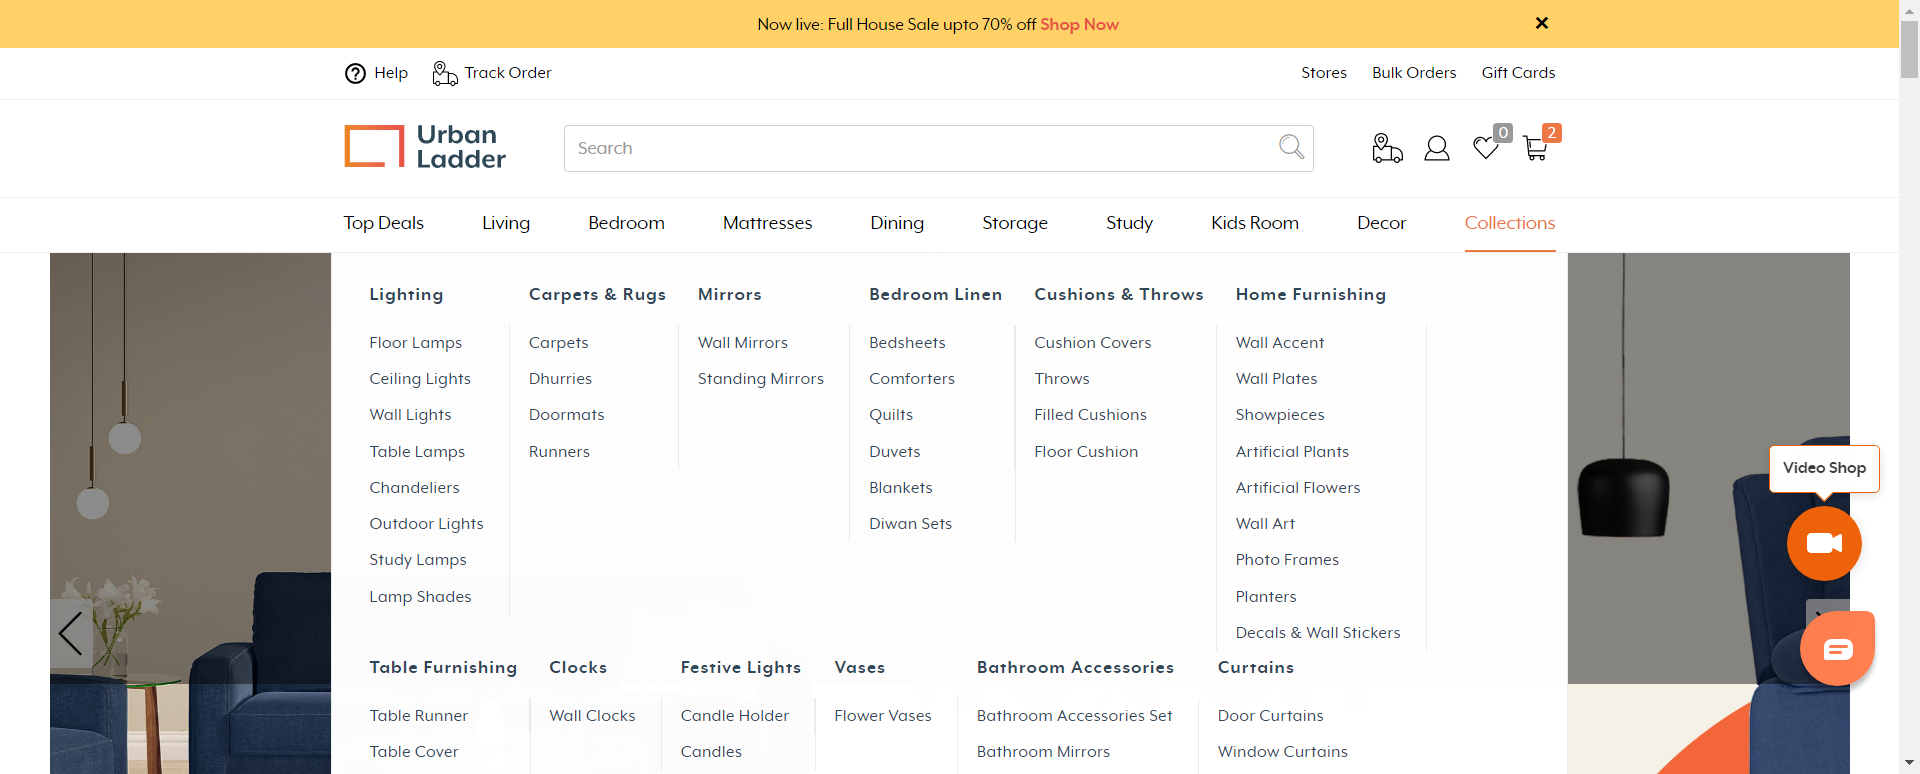 Now live: Full House Sale upto 70% off Shop Now
Help
Track Order
Stores
Bulk Orders
Gift Cards
Urban
Ladder
Search
0
2
Top Deals
Living
Bedroom
Mattresses
Dining
Storage
Study
Kids Room
Decor
Collections
Lighting
Floor Lamps
Ceiling Lights
Wall Lights
Table Lamps
Chandeliers
Outdoor Lights
Study Lamps
Lamp Shades
Carpets & Rugs
Carpets
Dhurries
Doormats
Runners
Mirrors
Wall Mirrors
Standing Mirrors
Bedroom Linen
Bedsheets
Comforters
Quilts
Duvets
Blankets
Diwan Sets
Cushions & Throws
Cushion Covers
Throws
Filled Cushions
Floor Cushion
Home Furnishing
Wall Accent
Wall Plates
Showpieces
Artificial Plants
Artificial Flowers
Wall Art
Photo Frames
Planters
Decals & Wall Stickers
Video Shop
Table Furnishing
Table Runner
Table Cover
Clocks
Wall Clocks
Festive Lights
Candle Holder
Candles
Vases
Flower Vases
Bathroom Accessories
Bathroom Accessories Set
Bathroom Mirrors
Curtains
Door Curtains
Window Curtains